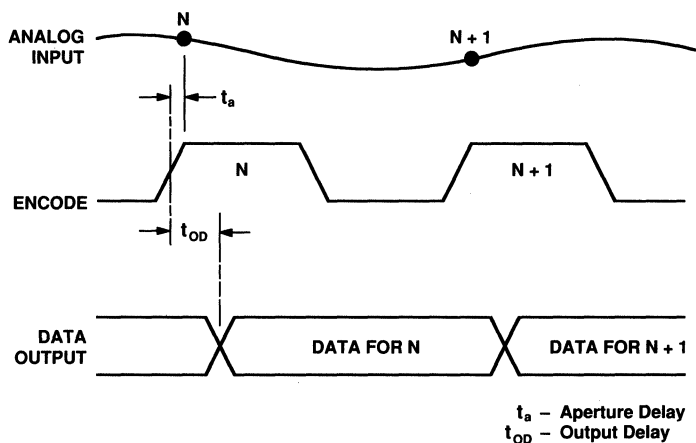 ANALOG
INPUT
N
N + 1
ta
ENCODE
N
N + 1
tOD
DATA
OUTPUT
DATA FOR N
DATA FOR N + 1
ta – Aperture Delay
tOD – Output Delay